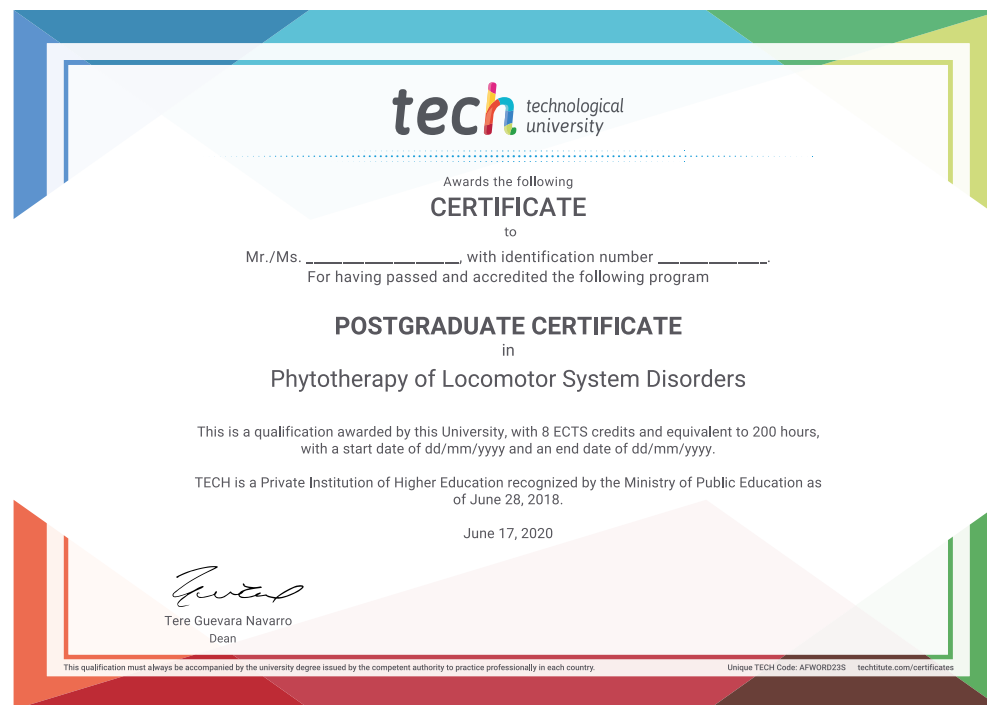 tech technological
university
Awards the following
CERTIFICATE
to
Mr./Ms. ____________________, with identification number ______________.
For having passed and accredited the following program
POSTGRADUATE CERTIFICATE
in
Phytotherapy of Locomotor System Disorders
This is a qualification awarded by this University, with 8 ECTS credits and equivalent to 200 hours,
with a start date of dd/mm/yyyy and an end date of dd/mm/yyyy.
TECH is a Private Institution of Higher Education recognized by the Ministry of Public Education as
of June 28, 2018.
June 17, 2020
Tere Guevara Navarro
Dean
This qualification must always be accompanied by the university degree issued by the competent authority to practice professionally in each country. Unique TECH Code: AFWORD23S techtitute.com/certificates